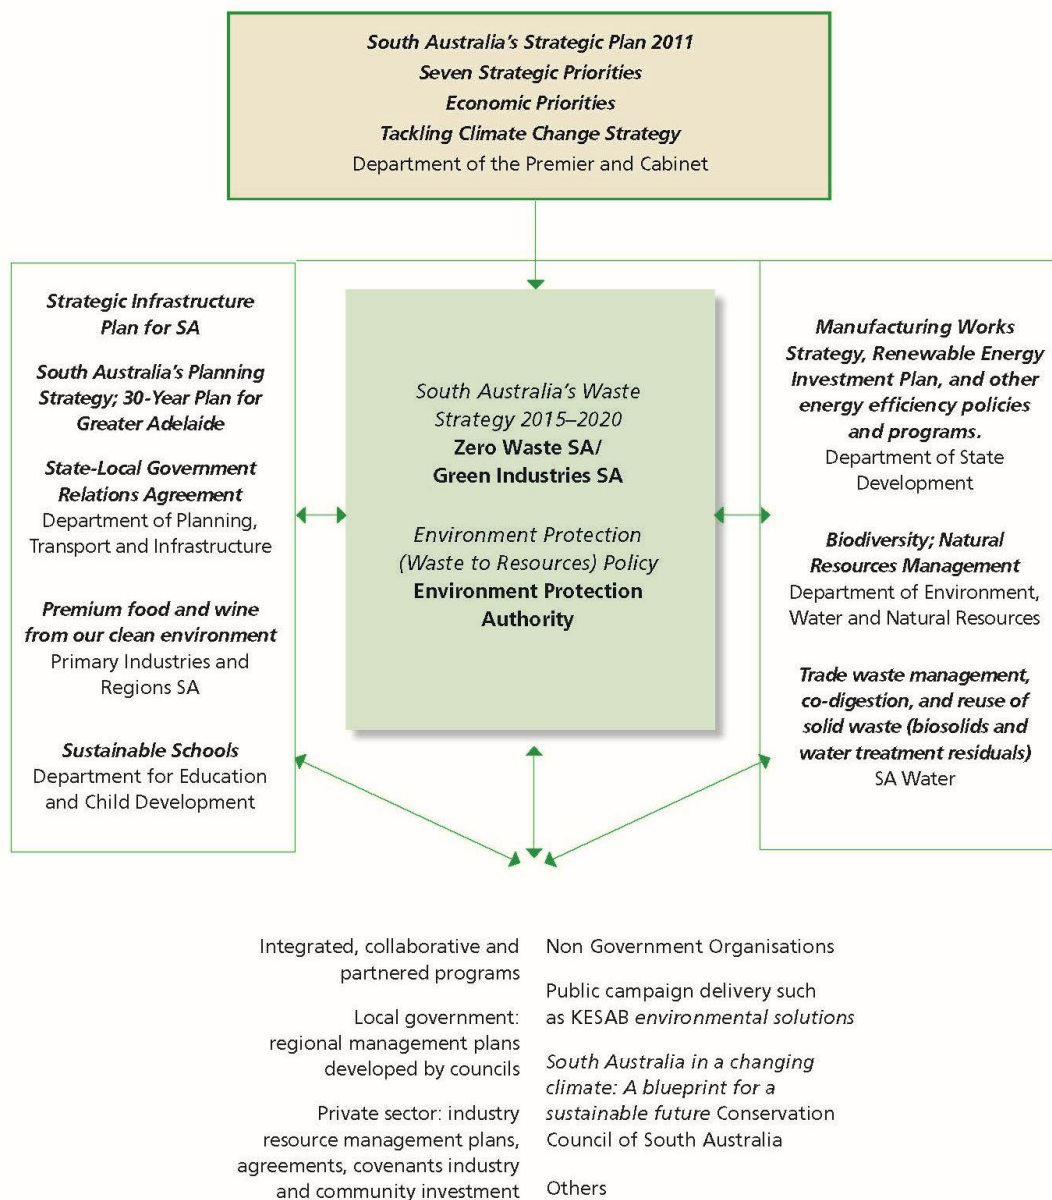 South Australia's Strategic Plan 2011
Seven Strategic Priorities
Economic Priorities
Tackling Climate Change Strategy
Department of the Premier and Cabinet
Strategic Infrastructure
Plan for SA
South Australia's Planning
Strategy; 30-Year Plan for
Greater Adelaide
State-Local Government
Relations Agreement
Department of Planning,
Transport and Infrastructure
Premium food and wine
from our clean environment
Primary Industries and
Regions SA
Sustainable Schools
Department for Education
and Child Development
South Australia's Waste
Strategy 2015–2020
Zero Waste SA/
Green Industries SA
Environment Protection
(Waste to Resources) Policy
Environment Protection
Authority
Manufacturing Works
Strategy, Renewable Energy
Investment Plan, and other
energy efficiency policies
and programs.
Department of State
Development
Biodiversity; Natural
Resources Management
Department of Environment,
Water and Natural Resources
Trade waste management,
co-digestion, and reuse of
solid waste (biosolids and
water treatment residuals)
SA Water
Integrated, collaborative and
partnered programs
Local government:
regional management plans
developed by councils
Private sector: industry
resource management plans,
agreements, covenants industry
and community investment
Non Government Organisations
Public campaign delivery such
as KESAB environmental solutions
South Australia in a changing
climate: A blueprint for a
sustainable future Conservation
Council of South Australia
Others